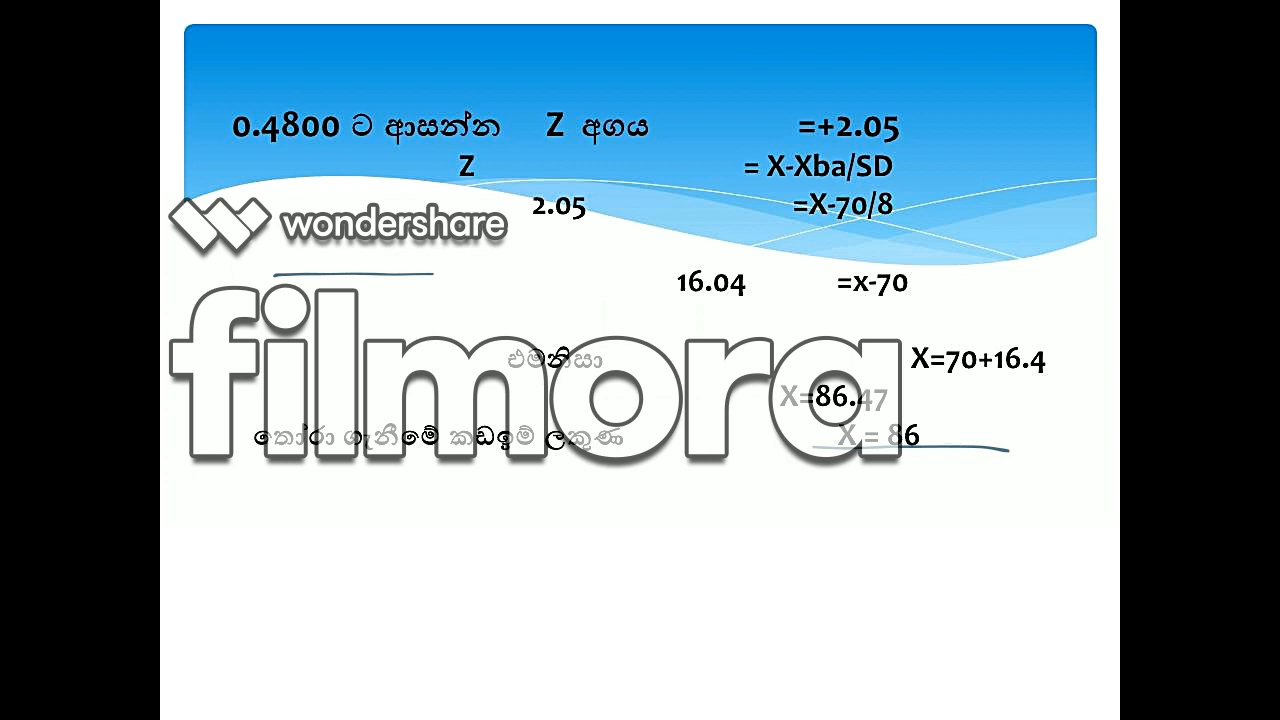 0.4800 ට ආසන්න Z අගය =+2.05
Z = X-Xba/SD
2.05 =X-70/8
wondershare
16.04 =x-70
filmora
එමනිසා X=70+16.4
X=86.47
තෝරා ගැනීමේ කඩඉම් ලකුණ X = 86